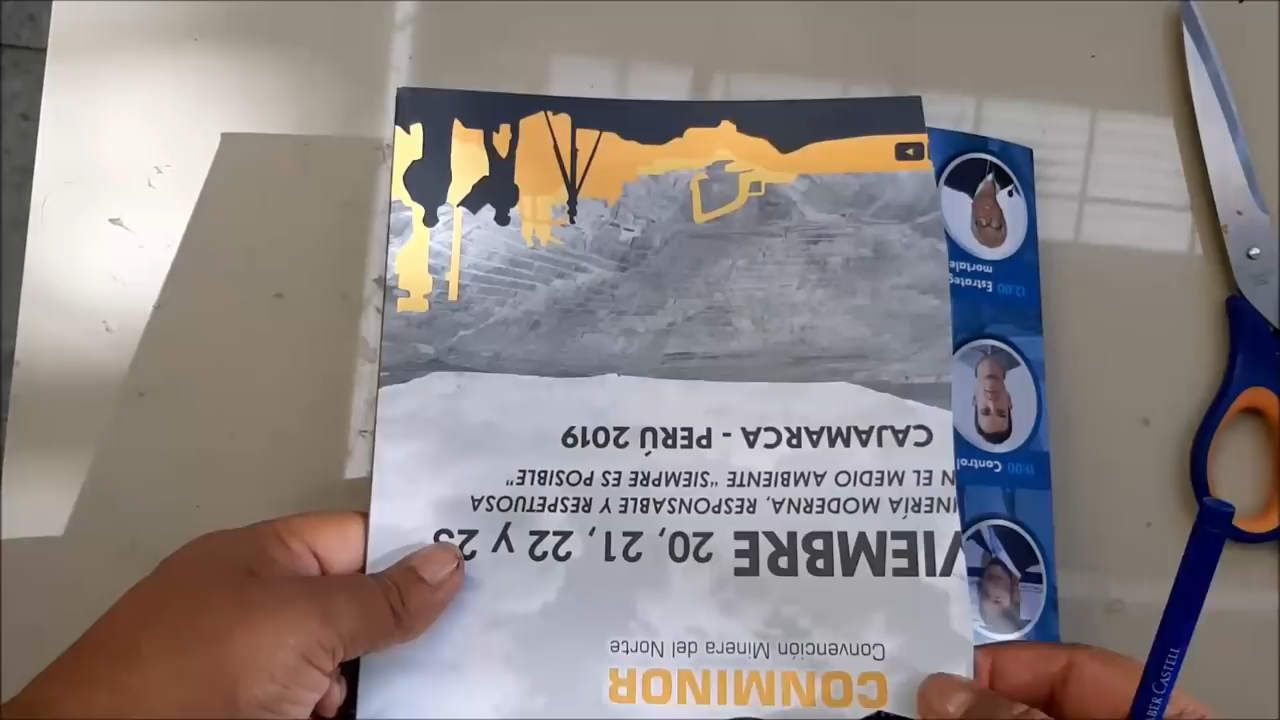 CONMINOR
Convención Minera del Norte
VIEMBRE 20, 21, 22 y 23
INERÍA MODERNA, RESPONSABLE Y RESPETUOSA
N EL MEDIO AMBIENTE "SIEMPRE ES POSIBLE"
CAJAMARCA - PERÚ 2019
11:00 Control
12:00 Estrateg
mortale
BER CASTELL